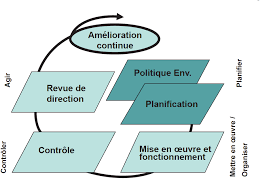 Amélioration
continue
Agir
Planifier
Politique Env.
Revue de
direction
Planification
Contrôler
Contrôle
Mise en œuvre et
fonctionnement
Mettre en œuvre /
Organiser